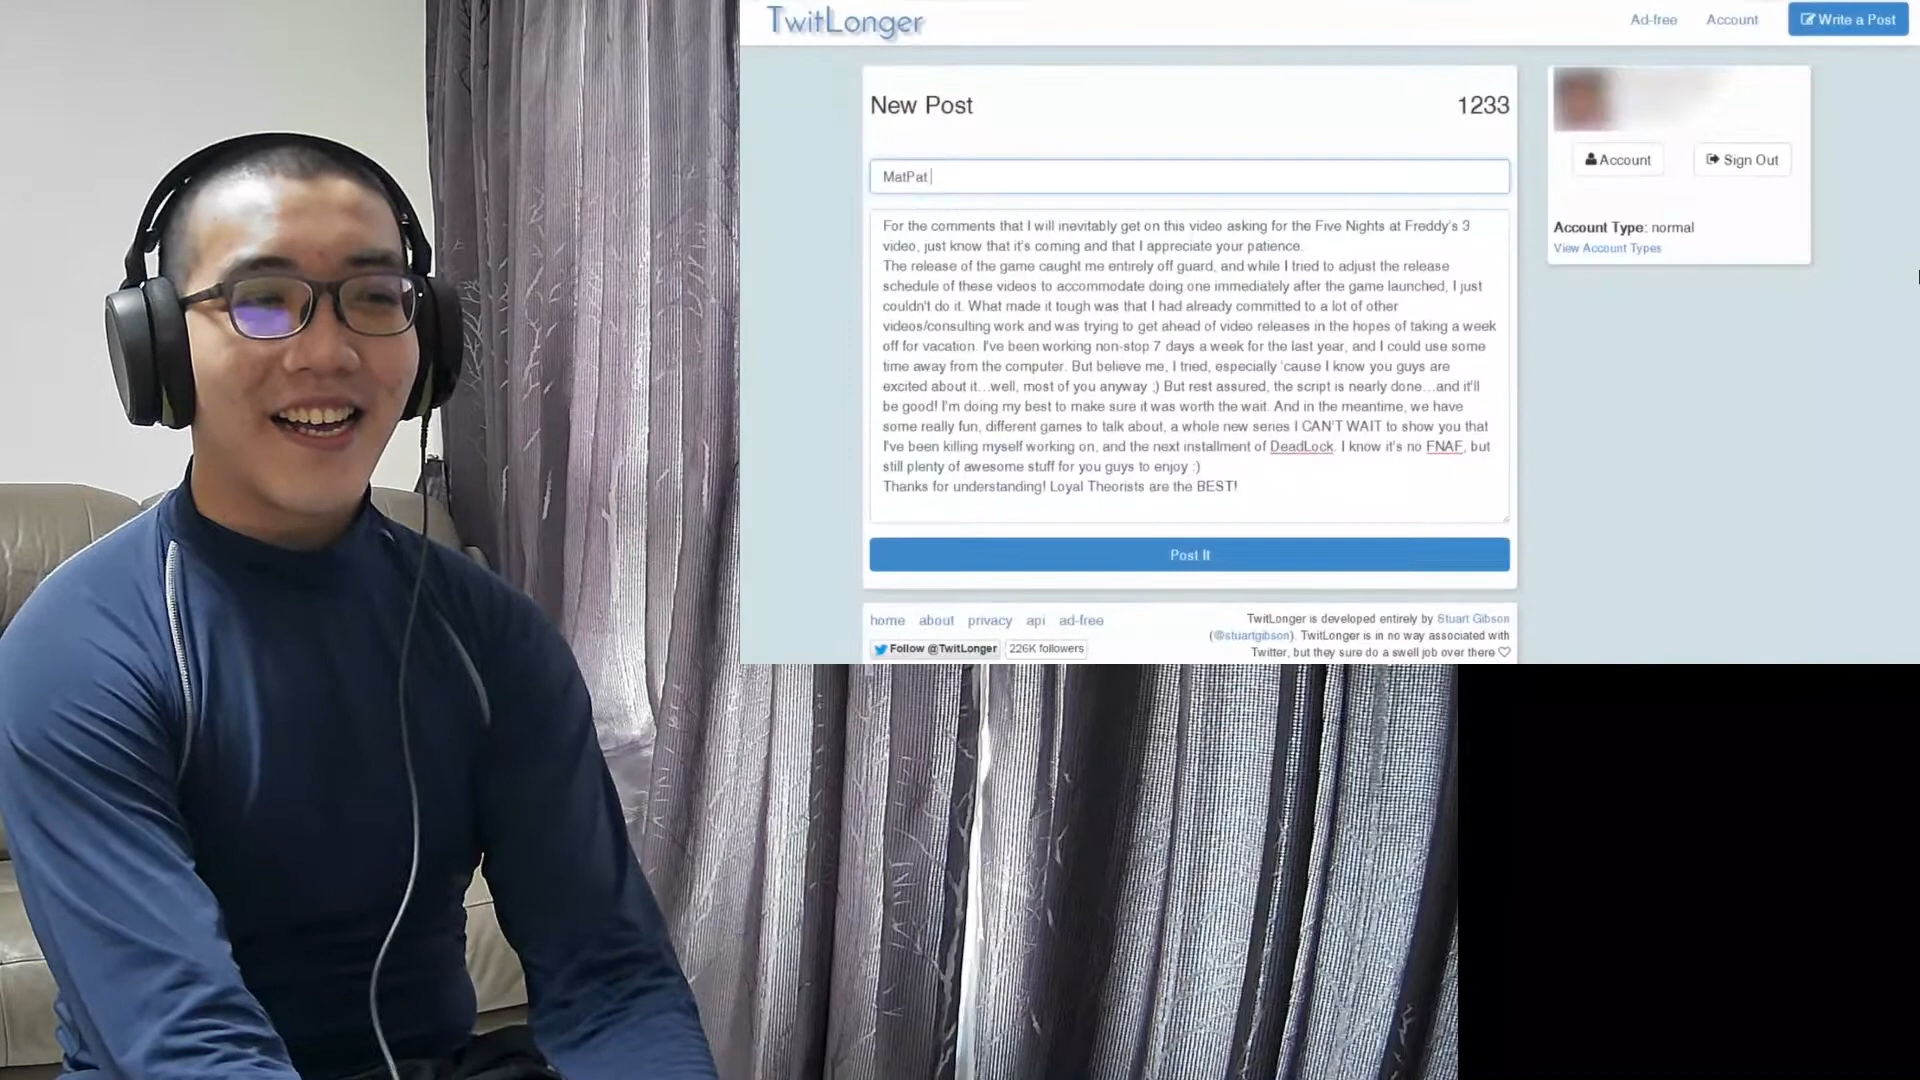 TwitLonger
Ad-free Account Write a Post
New Post 1233
MatPat
For the comments that I will inevitably get on this video asking for the Five Nights at Freddy's 3
video, just know that it's coming and that I appreciate your patience.
The release of the game caught me entirely off guard, and while I tried to adjust the release
schedule of these videos to accommodate doing one immediately after the game launched, I just
couldn't do it. What made it tough was that I had already committed to a lot of other
videos/consulting work and was trying to get ahead of video releases in the hopes of taking a week
off for vacation. I've been working non-stop 7 days a week for the last year, and I could use some
time away from the computer. But believe me, I tried, especially 'cause I know you guys are
excited about it...well, most of you anyway ;) But rest assured, the script is nearly done...and it'll
be good! I'm doing my best to make sure it was worth the wait. And in the meantime, we have
some really fun, different games to talk about, a whole new series I CAN'T WAIT to show you that
I've been killing myself working on, and the next installment of DeadLock. I know it's no FNAF, but
still plenty of awesome stuff for you guys to enjoy :)
Thanks for understanding! Loyal Theorists are the BEST!
Post It
Account Sign Out
Account Type: normal
View Account Types
home about privacy api ad-free
Follow @TwitLonger 226K followers
TwitLonger is developed entirely by Stuart Gibson
(@stuartgibson). TwitLonger is in no way associated with
Twitter, but they sure do a swell job over there ♡